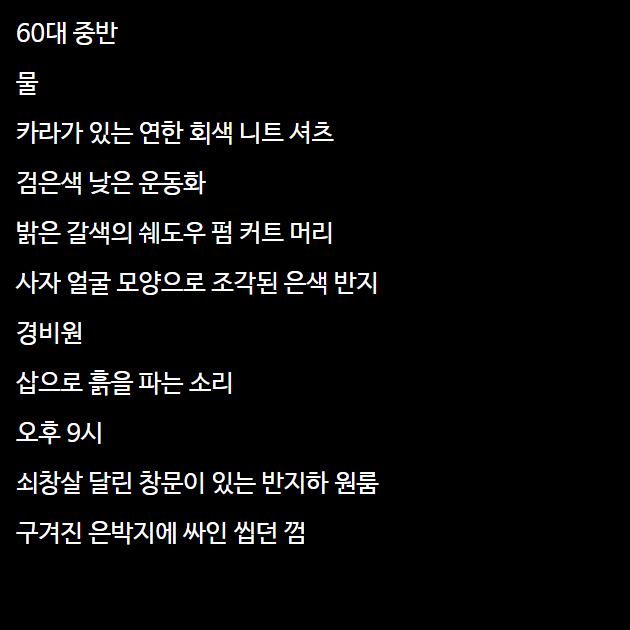 60대 중반
물
카라가 있는 연한 회색 니트 셔츠
검은색 낮은 운동화
밝은 갈색의 쉐도우 펌 커트 머리
사자 얼굴 모양으로 조각된 은색 반지
경비원
삽으로 흙을 파는 소리
오후 9시
쇠창살 달린 창문이 있는 반지하 원룸
구겨진 은박지에 싸인 씹던 껌